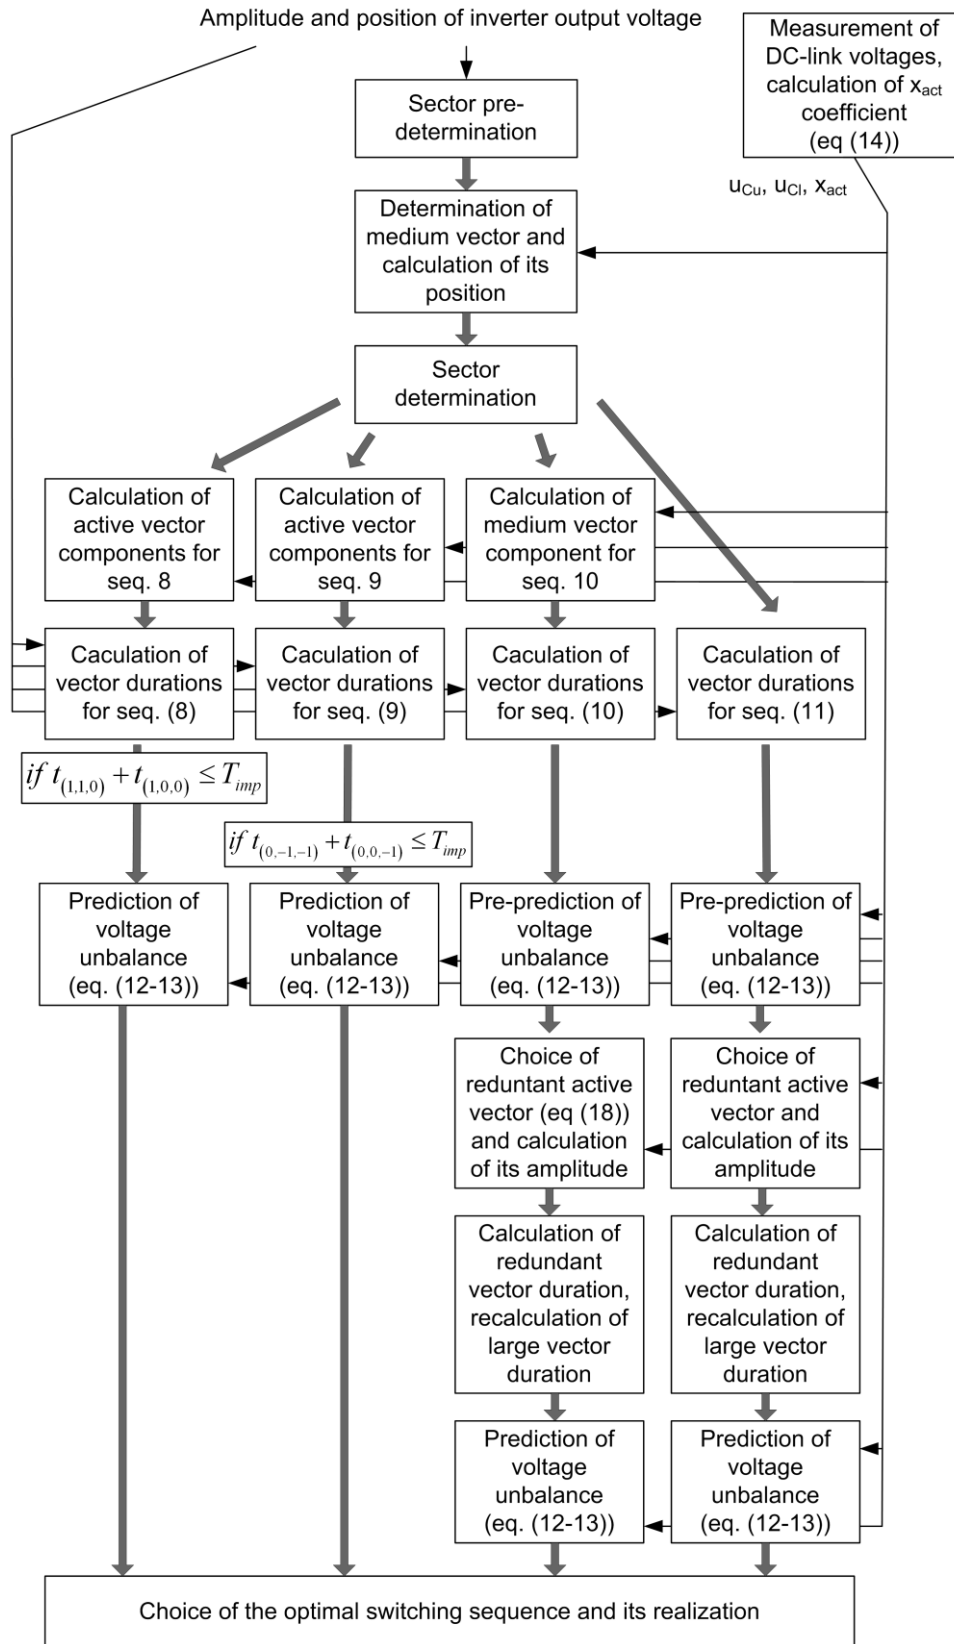 Amplitude and position of inverter output voltage
Measurement of
DC-link voltages,
calculation of x_act
coefficient
(eq (14))
Sector pre-
determination
u_Cu, u_Cl, x_act
Determination of
medium vector and
calculation of its
position
Sector
determination
Calculation of
active vector
components for
seq. 8
Calculation of
active vector
components for
seq. 9
Calculation of
medium vector
component for
seq. 10
Caculation of
vector durations
for seq. (8)
Caculation of
vector durations
for seq. (9)
Caculation of
vector durations
for seq. (10)
Caculation of
vector durations
for seq. (11)
if t_(1,1,0) + t_(1,0,0) ≤ T_imp
if t_(0,-1,-1) + t_(0,0,-1) ≤ T_imp
Prediction of
voltage
unbalance
(eq. (12-13))
Prediction of
voltage
unbalance
(eq. (12-13))
Pre-prediction of
voltage
unbalance
(eq. (12-13))
Pre-prediction of
voltage
unbalance
(eq. (12-13))
Choice of
reduntant active
vector (eq (18))
and calculation
of its amplitude
Choice of
reduntant active
vector and
calculation of its
amplitude
Calculation of
redundant
vector duration,
recalculation of
large vector
duration
Calculation of
redundant
vector duration,
recalculation of
large vector
duration
Prediction of
voltage
unbalance
(eq. (12-13))
Prediction of
voltage
unbalance
(eq. (12-13))
Choice of the optimal switching sequence and its realization